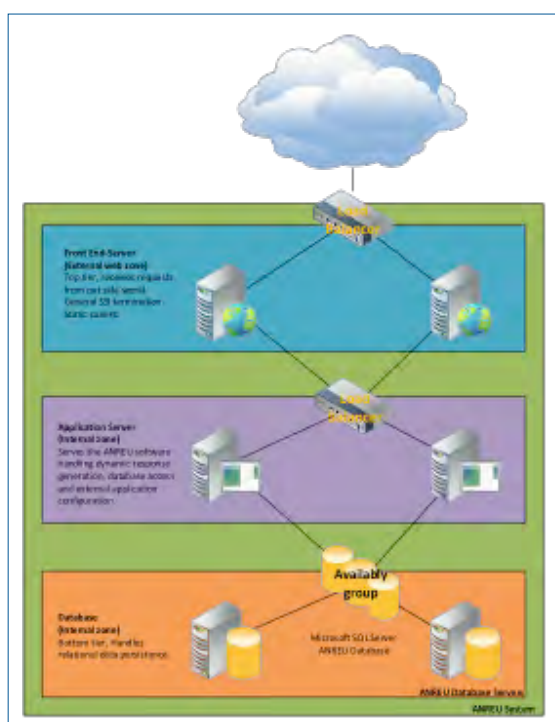 Load
Balancer
Front End-Server
(External web zone)
Top tier, receives requests
from out side world.
General SSl termination
static content.
Load
Balancer
Application Server
(Internal zone)
Serves the ANREU software
handling dynamic response
generation, database access
and external application
configuration
Availably
group
Database
(Internal zone)
Bottom tier, Handles
relational data persistence.
Microsoft SQL Server
ANREU Database
ANREU Database Servers
ANREU System